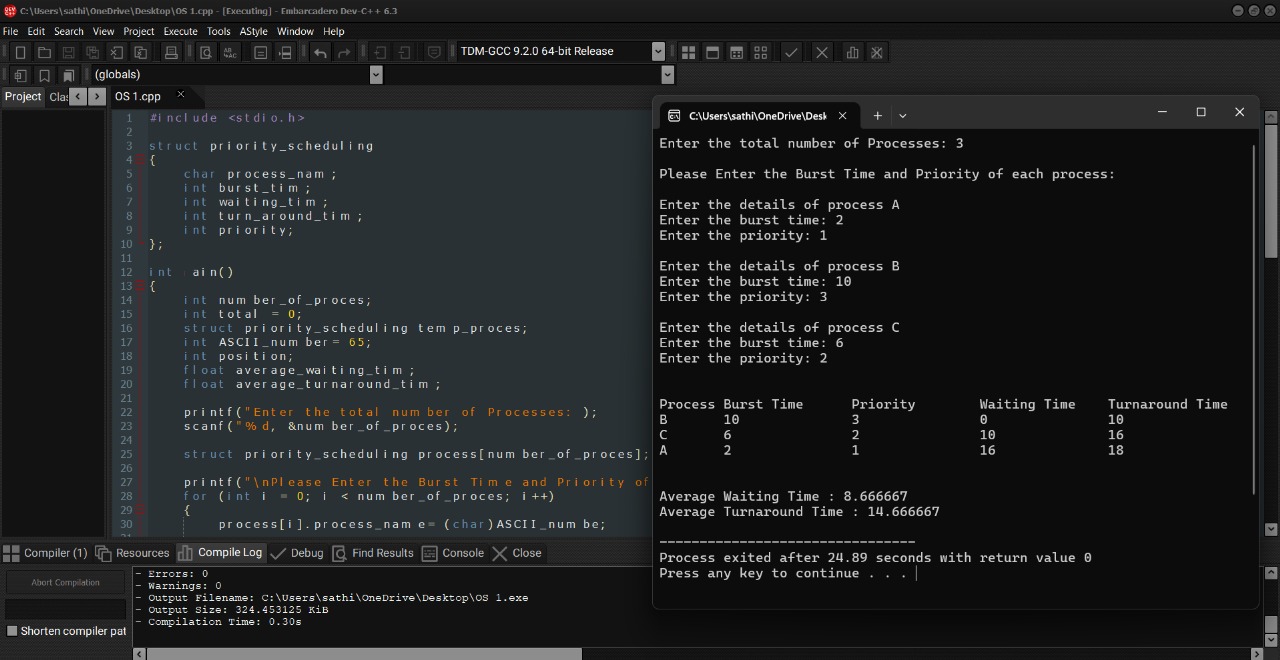 C:\Users\sathi\OneDrive\Desktop\OS 1.cpp - [Executing] - Embarcadero Dev-C++ 6.3
File Edit Search View Project Execute Tools AStyle Window Help
TDM-GCC 9.2.0 64-bit Release
(globals)
Project Clas OS 1.cpp
1 #include <stdio.h>
2
3 struct priority_scheduling
4 {
5 char process_nam ;
6 int burst_tim ;
7 int waiting_tim ;
8 int turn_around_tim ;
9 int priority;
10 };
11
12 int ain()
13 {
14 int num ber_of_proces;
15 int total = 0;
16 struct priority_scheduling tem p_proces;
17 int ASCII_num ber= 65;
18 int position;
19 float average_waiting_tim ;
20 float average_turnaround_tim ;
21
22 printf("Enter the total num ber of Processes: );
23 scanf("% d, &num ber_of_proces);
24
25 struct priority_scheduling process[num ber_of_proces];
26
27 printf("\nPlease Enter the Burst Tim e and Priority of
28 for (int i = 0; i < num ber_of_proces; i++)
29 {
30 process[i].process_nam e= (char)ASCII_num be;
Compiler (1) Resources Compile Log Debug Find Results Console Close
Abort Compilation
Shorten compiler pat
- Errors: 0
- Warnings: 0
- Output Filename: C:\Users\sathi\OneDrive\Desktop\OS 1.exe
- Output Size: 324.453125 KiB
- Compilation Time: 0.30s
C:\Users\sathi\OneDrive\Desk
Enter the total number of Processes: 3
Please Enter the Burst Time and Priority of each process:
Enter the details of process A
Enter the burst time: 2
Enter the priority: 1
Enter the details of process B
Enter the burst time: 10
Enter the priority: 3
Enter the details of process C
Enter the burst time: 6
Enter the priority: 2
Process Burst Time Priority Waiting Time Turnaround Time
B 10 3 0 10
C 6 2 10 16
A 2 1 16 18
Average Waiting Time : 8.666667
Average Turnaround Time : 14.666667
--------------------------------
Process exited after 24.89 seconds with return value 0
Press any key to continue . . .